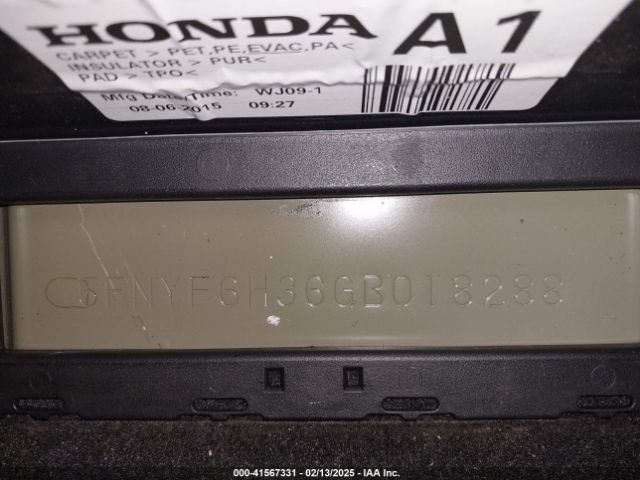 HONDA A1
CARPET > PET,PE,EVAC,PA<
INSULATOR > PUR<
PAD > TPO<
Mfg Date/Time: WJ09-1
08-06-2015 09:27
5FNYF6H36GB018288
000-41567331 - 02/13/2025 - IAA Inc.